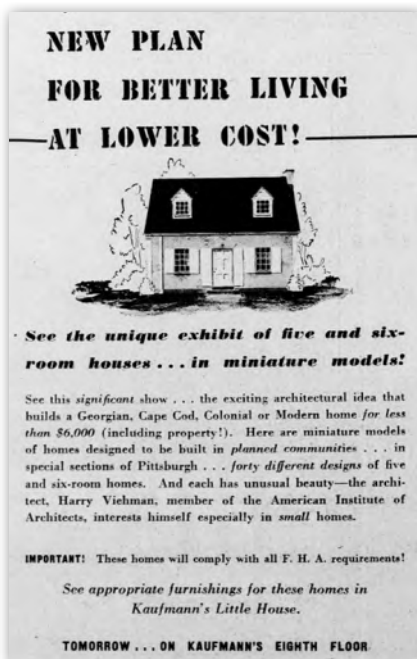 NEW PLAN
FOR BETTER LIVING
AT LOWER COST!
See the unique exhibit of five and six-
room houses . . . in miniature models!
See this significant show . . . the exciting architectural idea that
builds a Georgian, Cape Cod, Colonial or Modern home for less
than $6,000 (including property!). Here are miniature models
of homes designed to be built in planned communities . . . in
special sections of Pittsburgh . . . forty different designs of five
and six-room homes. And each has unusual beauty—the archi-
tect, Harry Viehman, member of the American Institute of
Architects, interests himself especially in small homes.
IMPORTANT! These homes will comply with all F. H. A. requirements!
See appropriate furnishings for these homes in
Kaufmann's Little House.
TOMORROW . . . ON KAUFMANN'S EIGHTH FLOOR